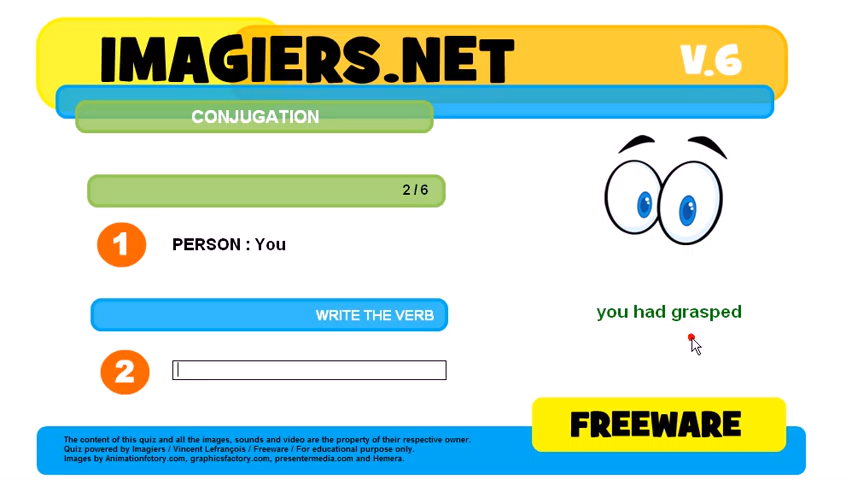 IMAGIERS.NET
V.6
CONJUGATION
2 / 6
1
PERSON : You
WRITE THE VERB
you had grasped
2
FREEWARE
The content of this quiz and all the images, sounds and video are the property of their respective owner.
Quiz powered by Imagiers / Vincent Lefrançois / Freeware / For educational purpose only.
Images by Animationfctory.com, graphicsfactory.com, presentermedia.com and Hemera.